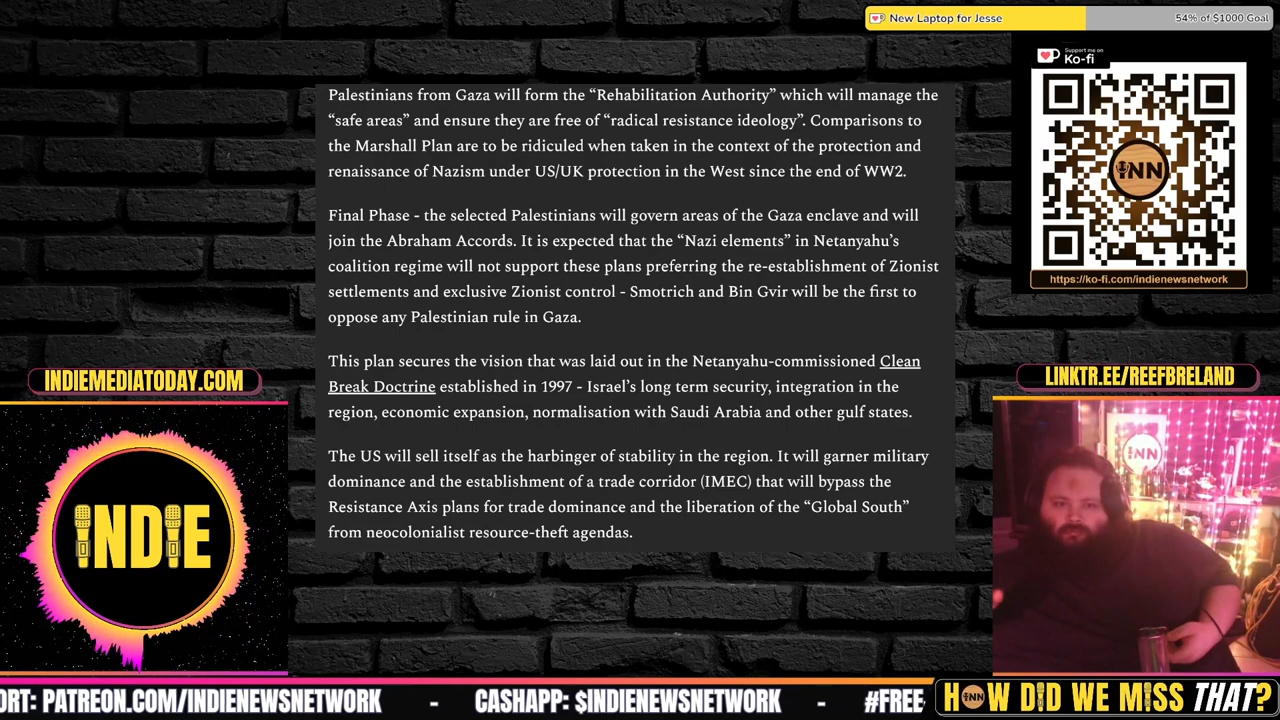 New Laptop for Jesse
54% of $1000 Goal
Support me on
Ko-fi
INN
https://ko-fi.com/indienewsnetwork
Palestinians from Gaza will form the “Rehabilitation Authority” which will manage the
“safe areas” and ensure they are free of “radical resistance ideology”. Comparisons to
the Marshall Plan are to be ridiculed when taken in the context of the protection and
renaissance of Nazism under US/UK protection in the West since the end of WW2.
Final Phase - the selected Palestinians will govern areas of the Gaza enclave and will
join the Abraham Accords. It is expected that the “Nazi elements” in Netanyahu’s
coalition regime will not support these plans preferring the re-establishment of Zionist
settlements and exclusive Zionist control - Smotrich and Bin Gvir will be the first to
oppose any Palestinian rule in Gaza.
This plan secures the vision that was laid out in the Netanyahu-commissioned Clean
Break Doctrine established in 1997 - Israel’s long term security, integration in the
region, economic expansion, normalisation with Saudi Arabia and other gulf states.
The US will sell itself as the harbinger of stability in the region. It will garner military
dominance and the establishment of a trade corridor (IMEC) that will bypass the
Resistance Axis plans for trade dominance and the liberation of the “Global South”
from neocolonialist resource-theft agendas.
INDIEMEDIATODAY.COM
INDIE
LINKTR.EE/REEFBRELAND
INN
ORT: PATREON.COM/INDIENEWSNETWORK - CASHAPP: $INDIENEWSNETWORK - #FREE
HOW DID WE MISS THAT?